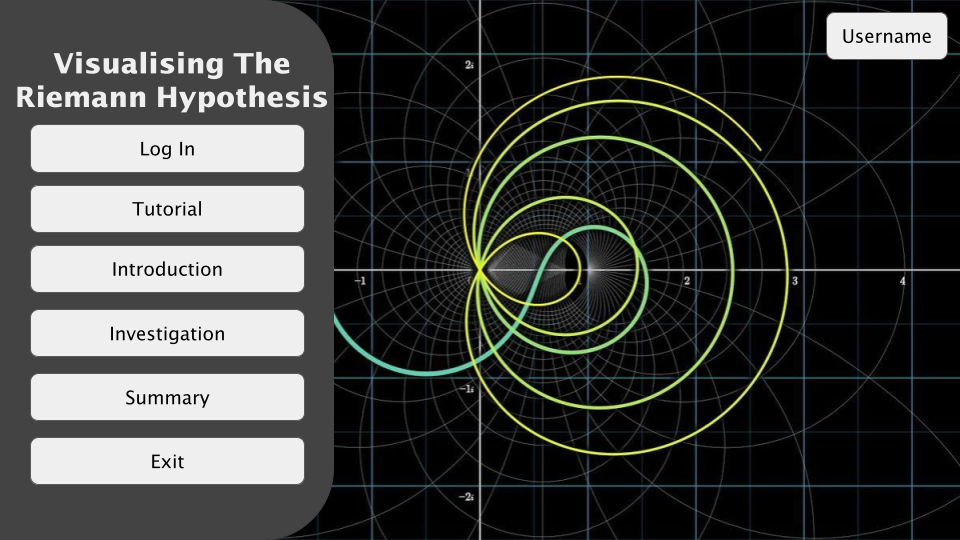 Visualising The
Riemann Hypothesis
Log In
Tutorial
Introduction
Investigation
Summary
Exit
Username
2i
−1
2
3
4
−1i
−2i